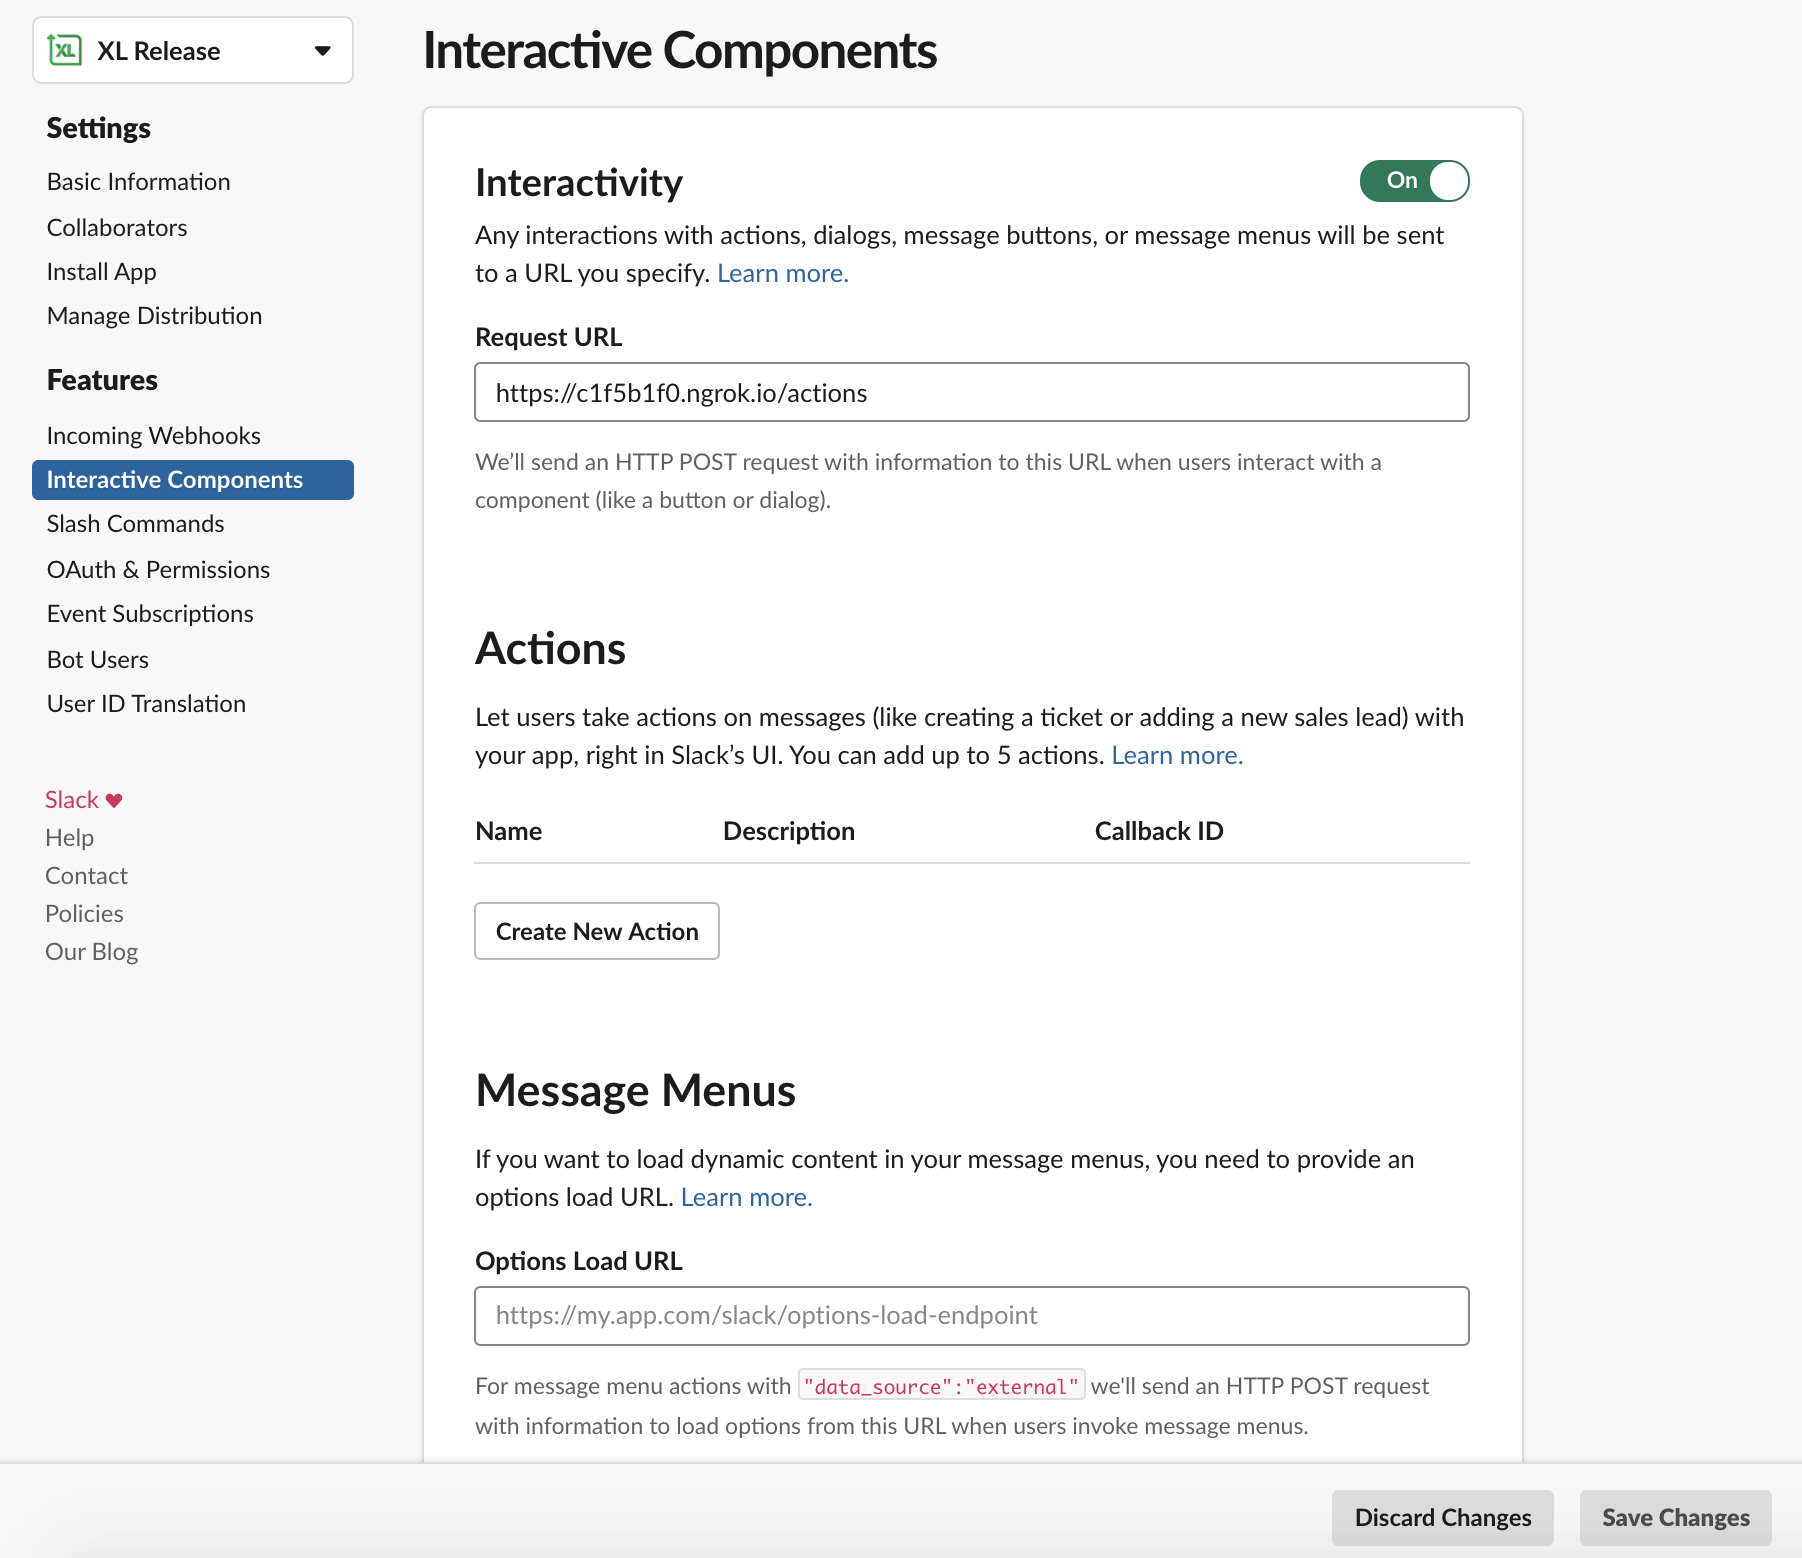 XL
XL Release
Settings
Basic Information
Collaborators
Install App
Manage Distribution
Features
Incoming Webhooks
Interactive Components
Slash Commands
OAuth & Permissions
Event Subscriptions
Bot Users
User ID Translation
Slack
Help
Contact
Policies
Our Blog
Interactive Components
Interactivity
On
Any interactions with actions, dialogs, message buttons, or message menus will be sent
to a URL you specify. Learn more.
Request URL
https://c1f5b1f0.ngrok.io/actions
We’ll send an HTTP POST request with information to this URL when users interact with a
component (like a button or dialog).
Actions
Let users take actions on messages (like creating a ticket or adding a new sales lead) with
your app, right in Slack’s UI. You can add up to 5 actions. Learn more.
Name Description Callback ID
Create New Action
Message Menus
If you want to load dynamic content in your message menus, you need to provide an
options load URL. Learn more.
Options Load URL
https://my.app.com/slack/options-load-endpoint
For message menu actions with "data_source":"external" we'll send an HTTP POST request
with information to load options from this URL when users invoke message menus.
Discard Changes
Save Changes